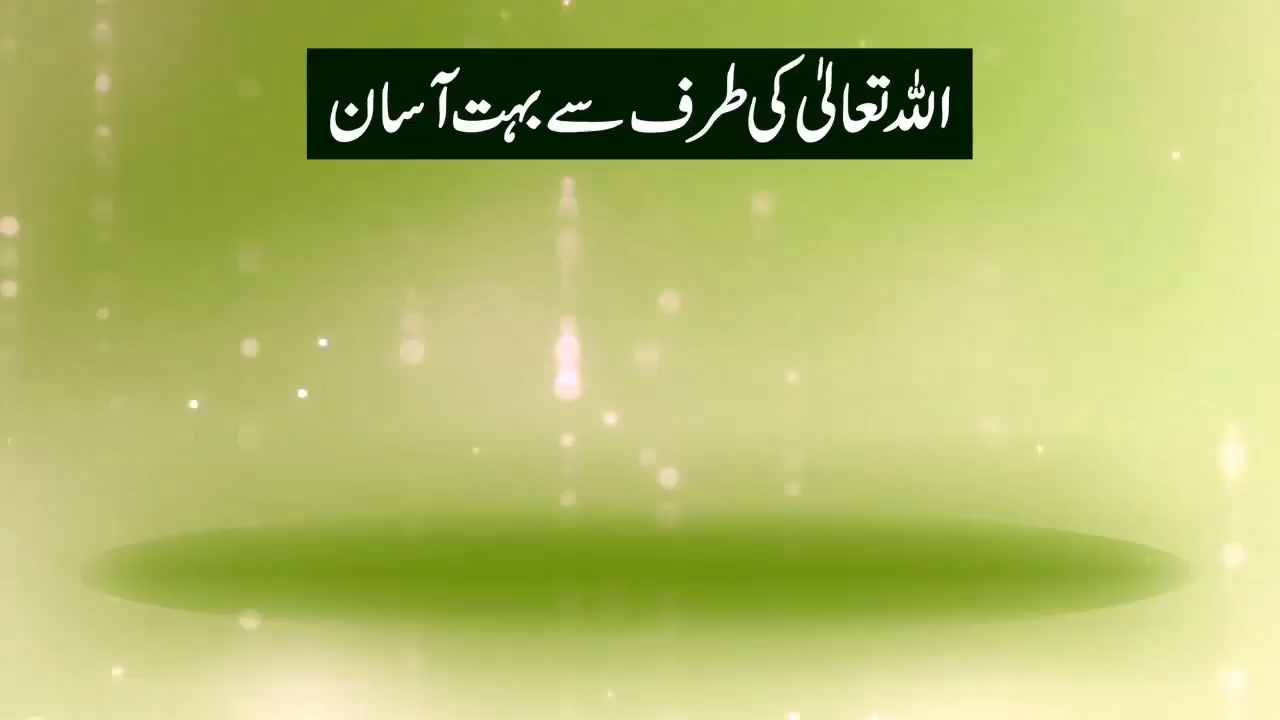 اللہ تعالیٰ کی طرف سے بہت آسان